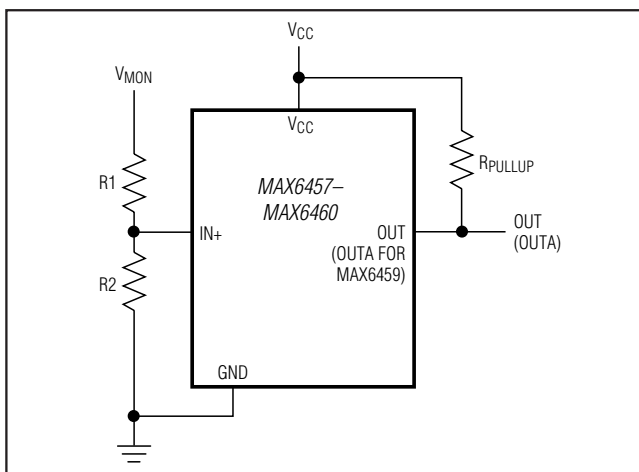 VCC
VMON
VCC
RPULLUP
MAX6457–
MAX6460
R1
OUT
(OUTA)
IN+
OUT
(OUTA FOR
MAX6459)
R2
GND